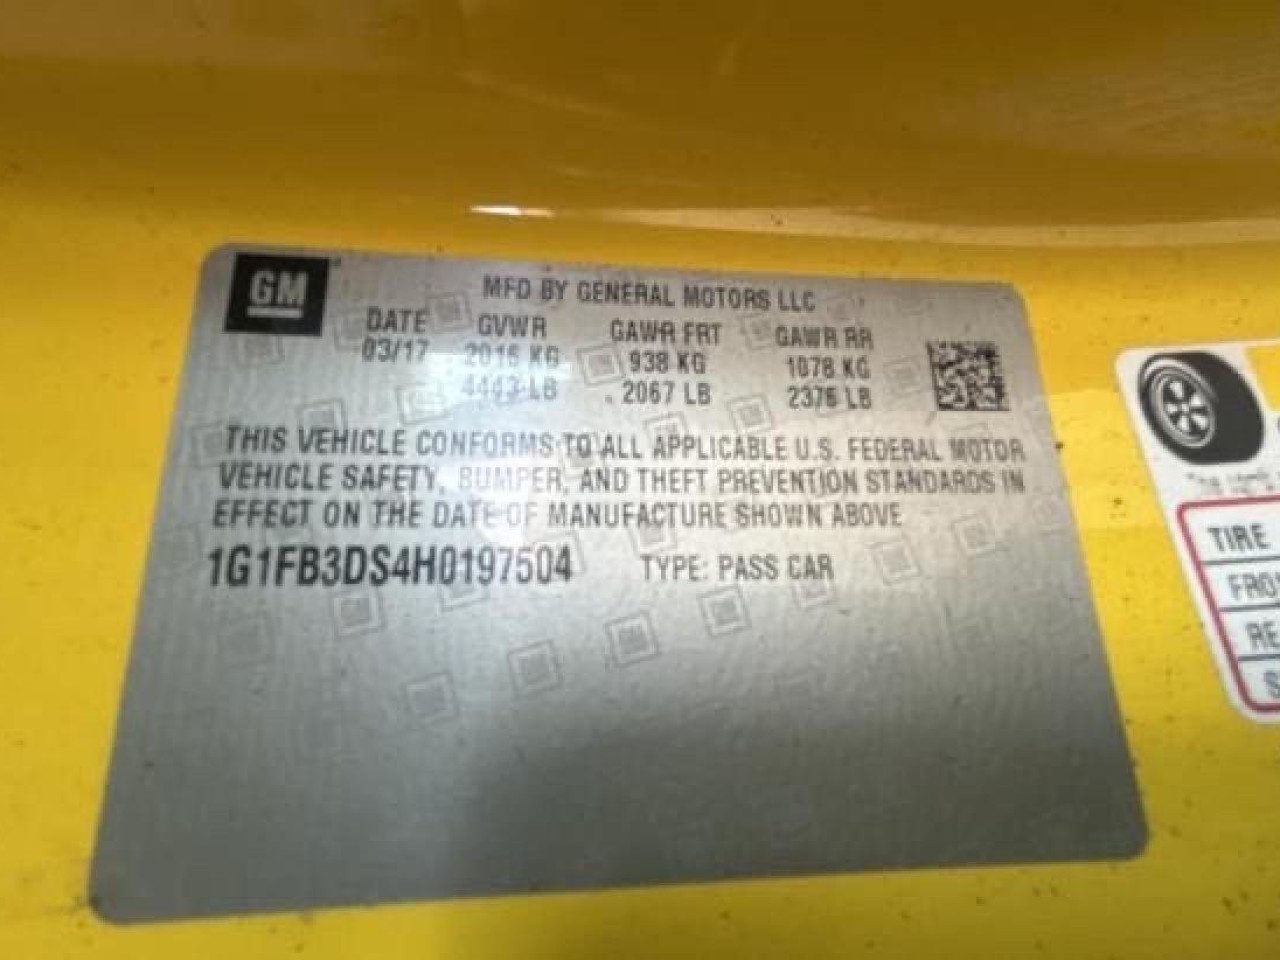 GM
MFD BY GENERAL MOTORS LLC
DATE GVWR GAWR FRT GAWR RR
03/17 2016 KG 938 KG 1078 KG
4443 LB 2067 LB 2376 LB
THIS VEHICLE CONFORMS TO ALL APPLICABLE U.S. FEDERAL MOTOR
VEHICLE SAFETY, BUMPER, AND THEFT PREVENTION STANDARDS IN
EFFECT ON THE DATE OF MANUFACTURE SHOWN ABOVE
1G1FB3DS4H0197504 TYPE: PASS CAR
TIRE
FRO
RE
S